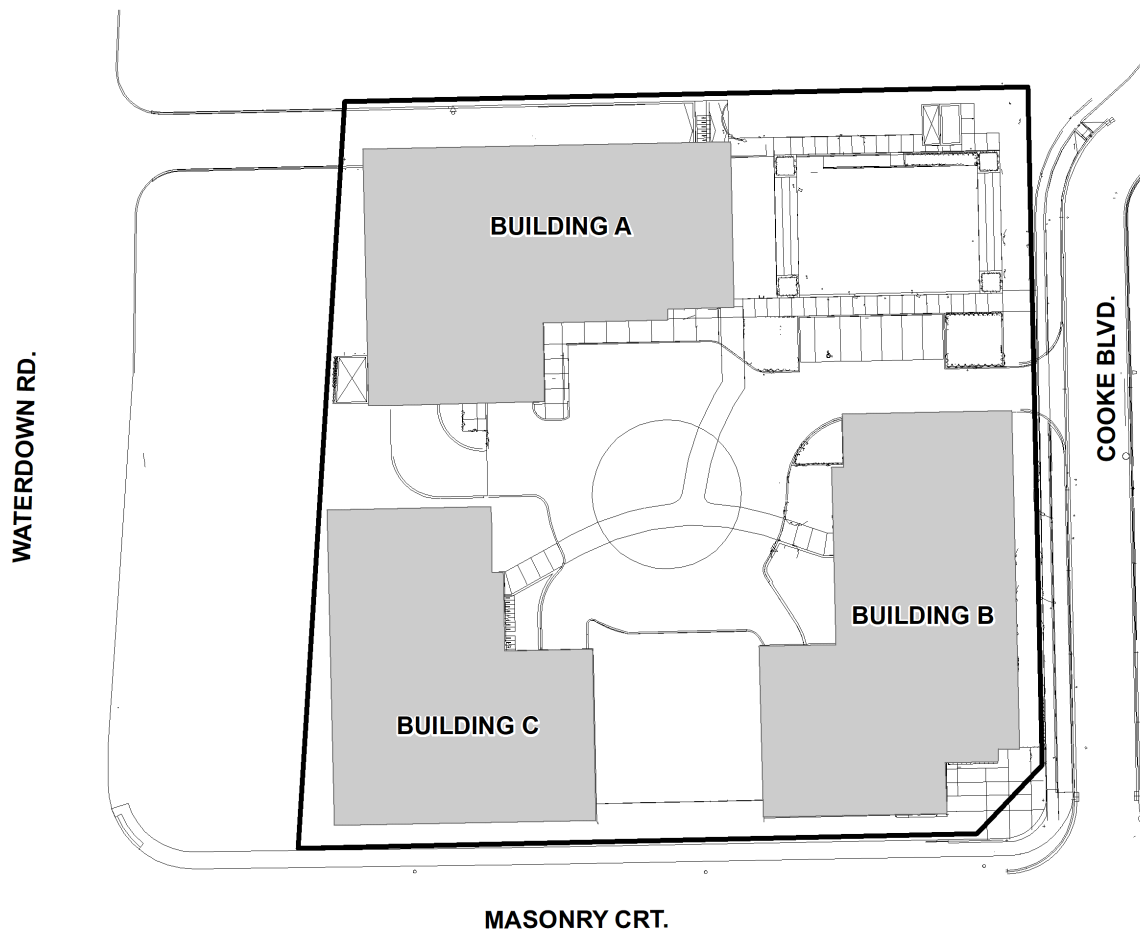 BUILDING A
COOKE BLVD.
WATERDOWN RD.
BUILDING B
BUILDING C
MASONRY CRT.